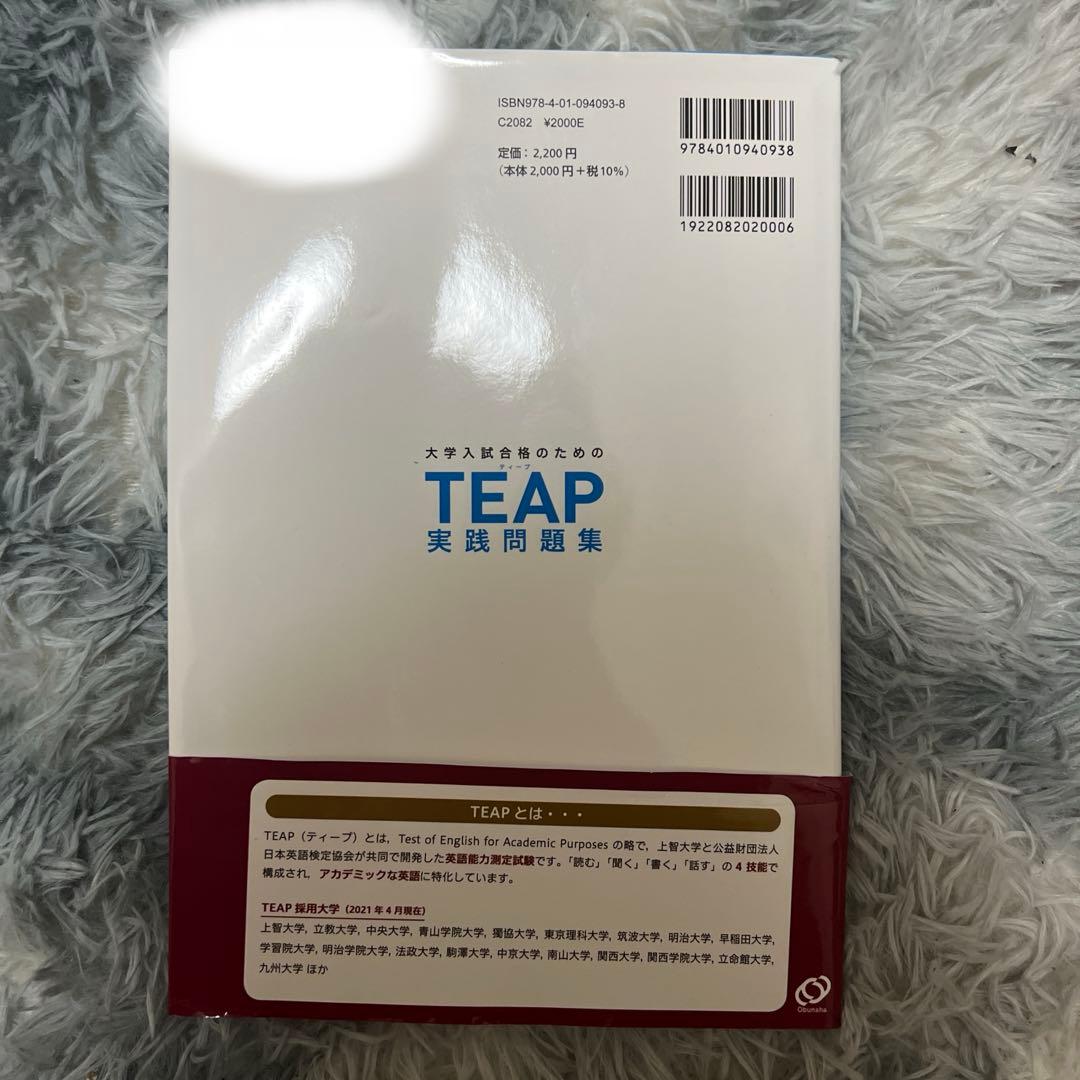 ISBN978-4-01-094093-8
C2082 ¥2000E
定価：2,200円
（本体2,000円＋税10%）
9784010940938
1922082020006
大学入試合格のための
ティープ
TEAP
実践問題集
TEAPとは・・・
TEAP（ティープ）とは，Test of English for Academic Purposes の略で，上智大学と公益財団法人
日本英語検定協会が共同で開発した英語能力測定試験です。「読む」「聞く」「書く」「話す」の4技能で
構成され，アカデミックな英語に特化しています。
TEAP 採用大学（2021年4月現在）
上智大学, 立教大学, 中央大学, 青山学院大学, 獨協大学, 東京理科大学, 筑波大学, 明治大学, 早稲田大学,
学習院大学, 明治学院大学, 法政大学, 駒澤大学, 中京大学, 南山大学, 関西大学, 関西学院大学, 立命館大学,
九州大学 ほか
Obunsha